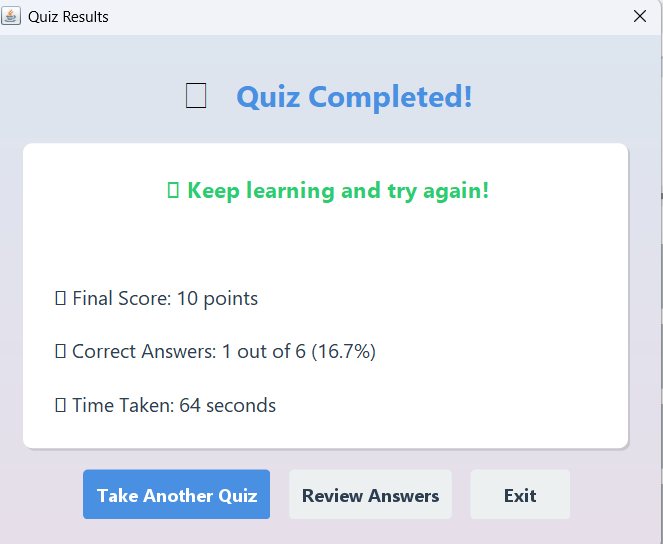 Quiz Results
Quiz Completed!
Keep learning and try again!
Final Score: 10 points
Correct Answers: 1 out of 6 (16.7%)
Time Taken: 64 seconds
Take Another Quiz
Review Answers
Exit